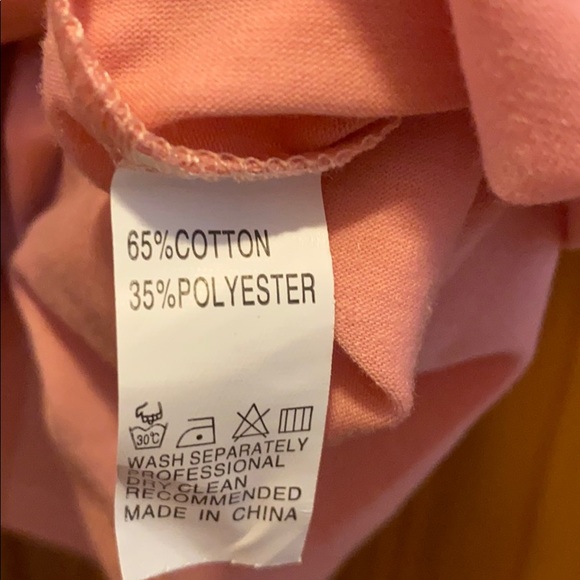 65%COTTON
35%POLYESTER
30℃
WASH SEPARATELY
PROFESSIONAL
DRY CLEAN
RECOMMENDED
MADE IN CHINA